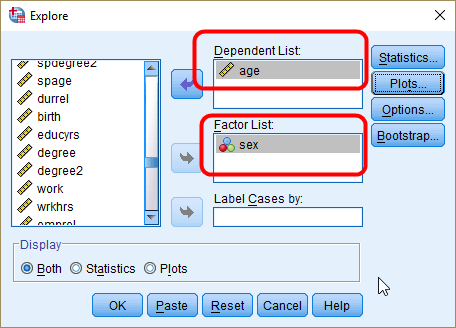 Explore
spdegree2
spage
durrel
birth
educyrs
degree
degree2
work
wrkhrs
Dependent List:
age
Factor List:
sex
Label Cases by:
Statistics...
Plots...
Options...
Bootstrap...
Display
Both Statistics Plots
OK Paste Reset Cancel Help